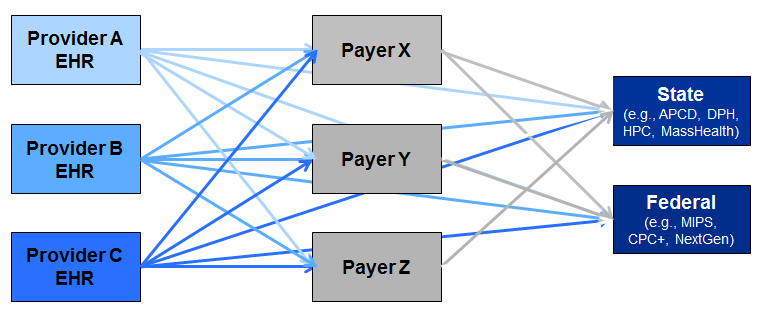 Provider A
EHR
Payer X
State
(e.g., APCD, DPH,
HPC, MassHealth)
Provider B
EHR
Payer Y
Federal
(e.g., MIPS,
CPC+, NextGen)
Provider C
EHR
Payer Z